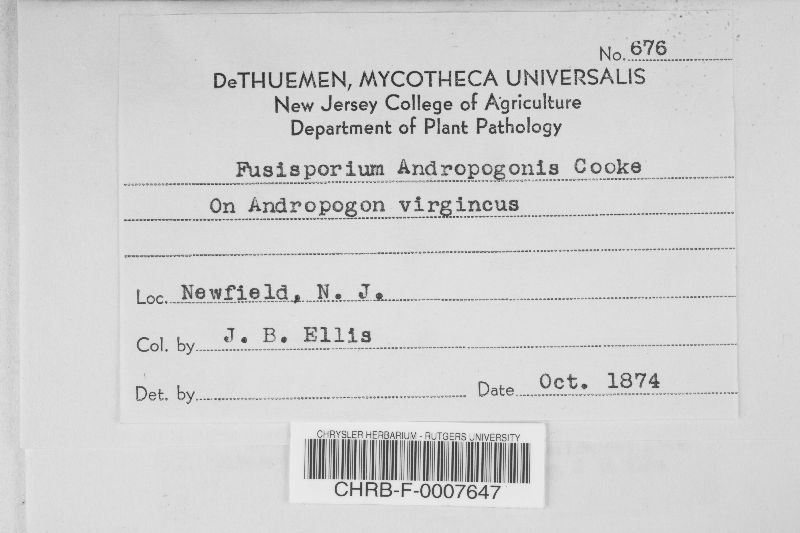 No. 676
DeTHUEMEN, MYCOTHECA UNIVERSALIS
New Jersey College of Agriculture
Department of Plant Pathology
Fusisporium Andropogonis Cooke
On Andropogon virgincus
Loc. Newfield, N. J.
Col. by J. B. Ellis
Det. by
Date Oct. 1874
CHRYSLER HERBARIUM - RUTGERS UNIVERSITY
CHRB-F-0007647